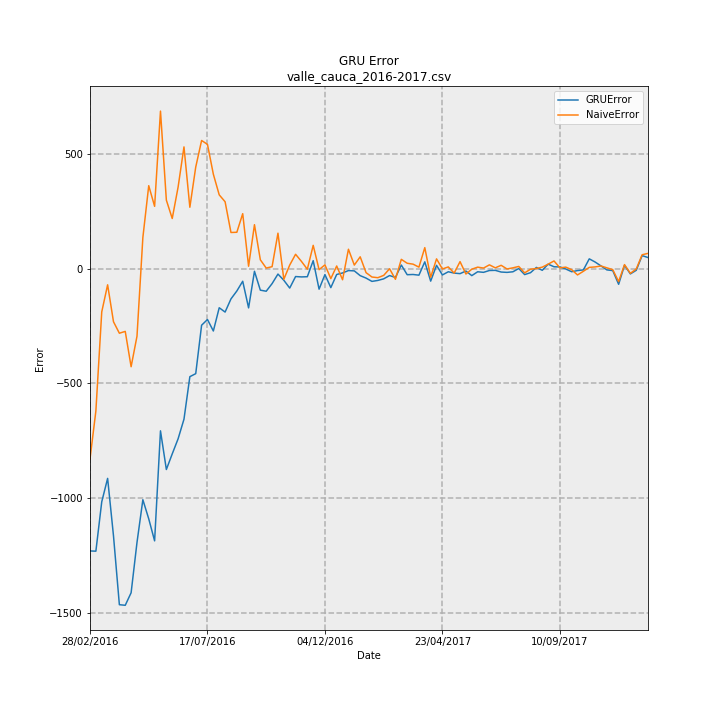 GRU Error
valle_cauca_2016-2017.csv
GRUError
NaiveError
500
0
−500
−1000
−1500
Error
28/02/2016
17/07/2016
04/12/2016
23/04/2017
10/09/2017
Date